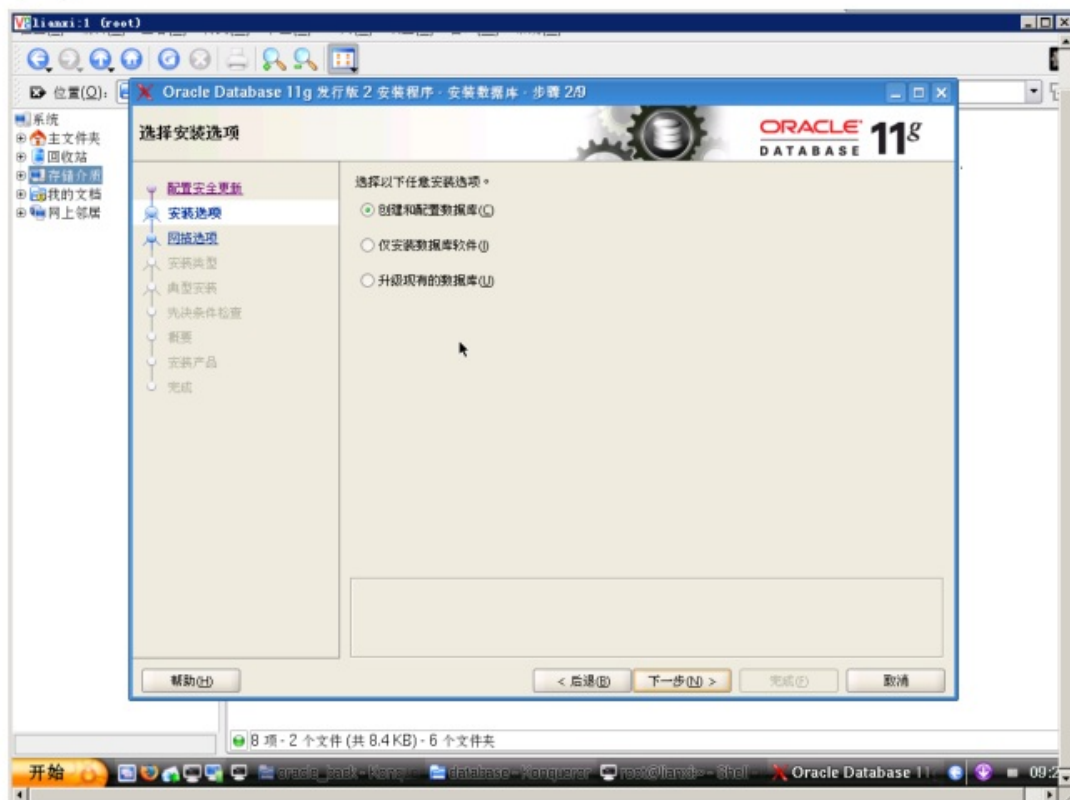 lianxi:1 (root)
位置(O):
Oracle Database 11g 发行版 2 安装程序 - 安装数据库 - 步骤 2/9
系统
主文件夹
回收站
存储介质
我的文档
网上邻居
选择安装选项
ORACLE
DATABASE 11g
配置安全更新
安装选项
网格选项
安装类型
典型安装
先决条件检查
概要
安装产品
完成
选择以下任意安装选项。
创建和配置数据库(C)
仅安装数据库软件(I)
升级现有的数据库(U)
帮助(H)
< 后退(B)
下一步(N) >
完成(F)
取消
8 项 - 2 个文件 (共 8.4 KB) - 6 个文件夹
开始
oracle_back - Konqu
database - Konqueror
root@lianxi:~ - Shell
Oracle Database 11
09:2